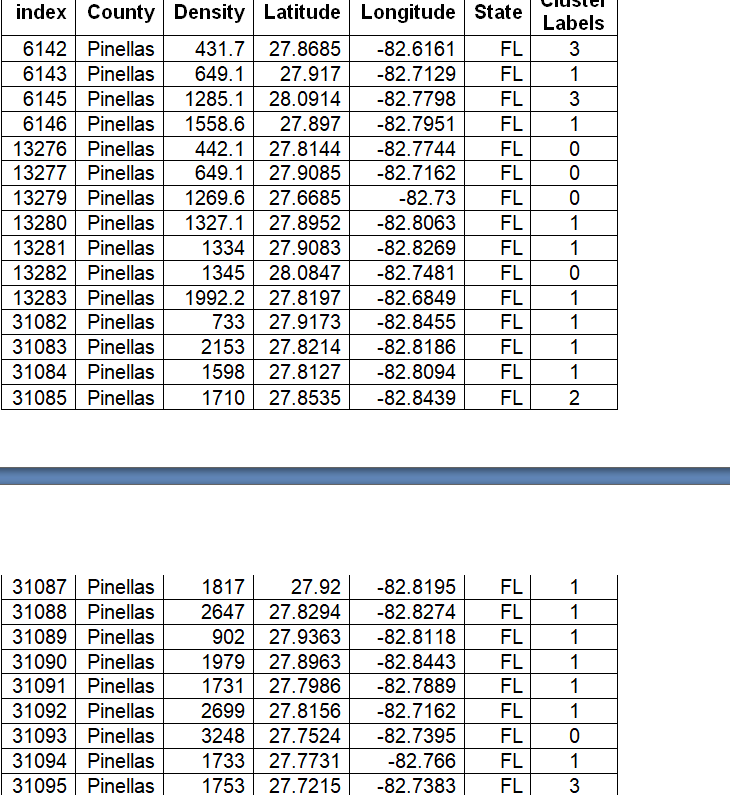 index County Density Latitude Longitude State Cluster Labels
6142 Pinellas 431.7 27.8685 -82.6161 FL 3
6143 Pinellas 649.1 27.917 -82.7129 FL 1
6145 Pinellas 1285.1 28.0914 -82.7798 FL 3
6146 Pinellas 1558.6 27.897 -82.7951 FL 1
13276 Pinellas 442.1 27.8144 -82.7744 FL 0
13277 Pinellas 649.1 27.9085 -82.7162 FL 0
13279 Pinellas 1269.6 27.6685 -82.73 FL 0
13280 Pinellas 1327.1 27.8952 -82.8063 FL 1
13281 Pinellas 1334 27.9083 -82.8269 FL 1
13282 Pinellas 1345 28.0847 -82.7481 FL 0
13283 Pinellas 1992.2 27.8197 -82.6849 FL 1
31082 Pinellas 733 27.9173 -82.8455 FL 1
31083 Pinellas 2153 27.8214 -82.8186 FL 1
31084 Pinellas 1598 27.8127 -82.8094 FL 1
31085 Pinellas 1710 27.8535 -82.8439 FL 2
31087 Pinellas 1817 27.92 -82.8195 FL 1
31088 Pinellas 2647 27.8294 -82.8274 FL 1
31089 Pinellas 902 27.9363 -82.8118 FL 1
31090 Pinellas 1979 27.8963 -82.8443 FL 1
31091 Pinellas 1731 27.7986 -82.7889 FL 1
31092 Pinellas 2699 27.8156 -82.7162 FL 1
31093 Pinellas 3248 27.7524 -82.7395 FL 0
31094 Pinellas 1733 27.7731 -82.766 FL 1
31095 Pinellas 1753 27.7215 -82.7383 FL 3